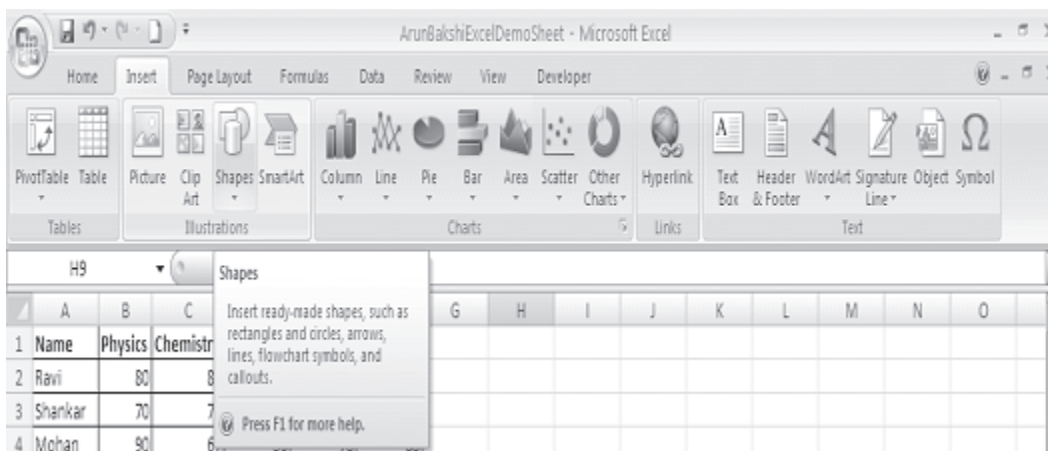 ArunBakshiExcelDemoSheet - Microsoft Excel
Home Insert Page Layout Formulas Data Review View Developer
PivotTable Table Picture Clip Art Shapes SmartArt Column Line Pie Bar Area Scatter Other Charts Hyperlink Text Box Header & Footer WordArt Signature Line Object Symbol
Tables Illustrations Charts Links Text
H9
Shapes
Insert ready-made shapes, such as
rectangles and circles, arrows,
lines, flowchart symbols, and
callouts.
Press F1 for more help.
A B C G H I J K L M N O
1 Name Physics Chemistr
2 Ravi 80 8
3 Shankar 70 7
4 Mohan 90